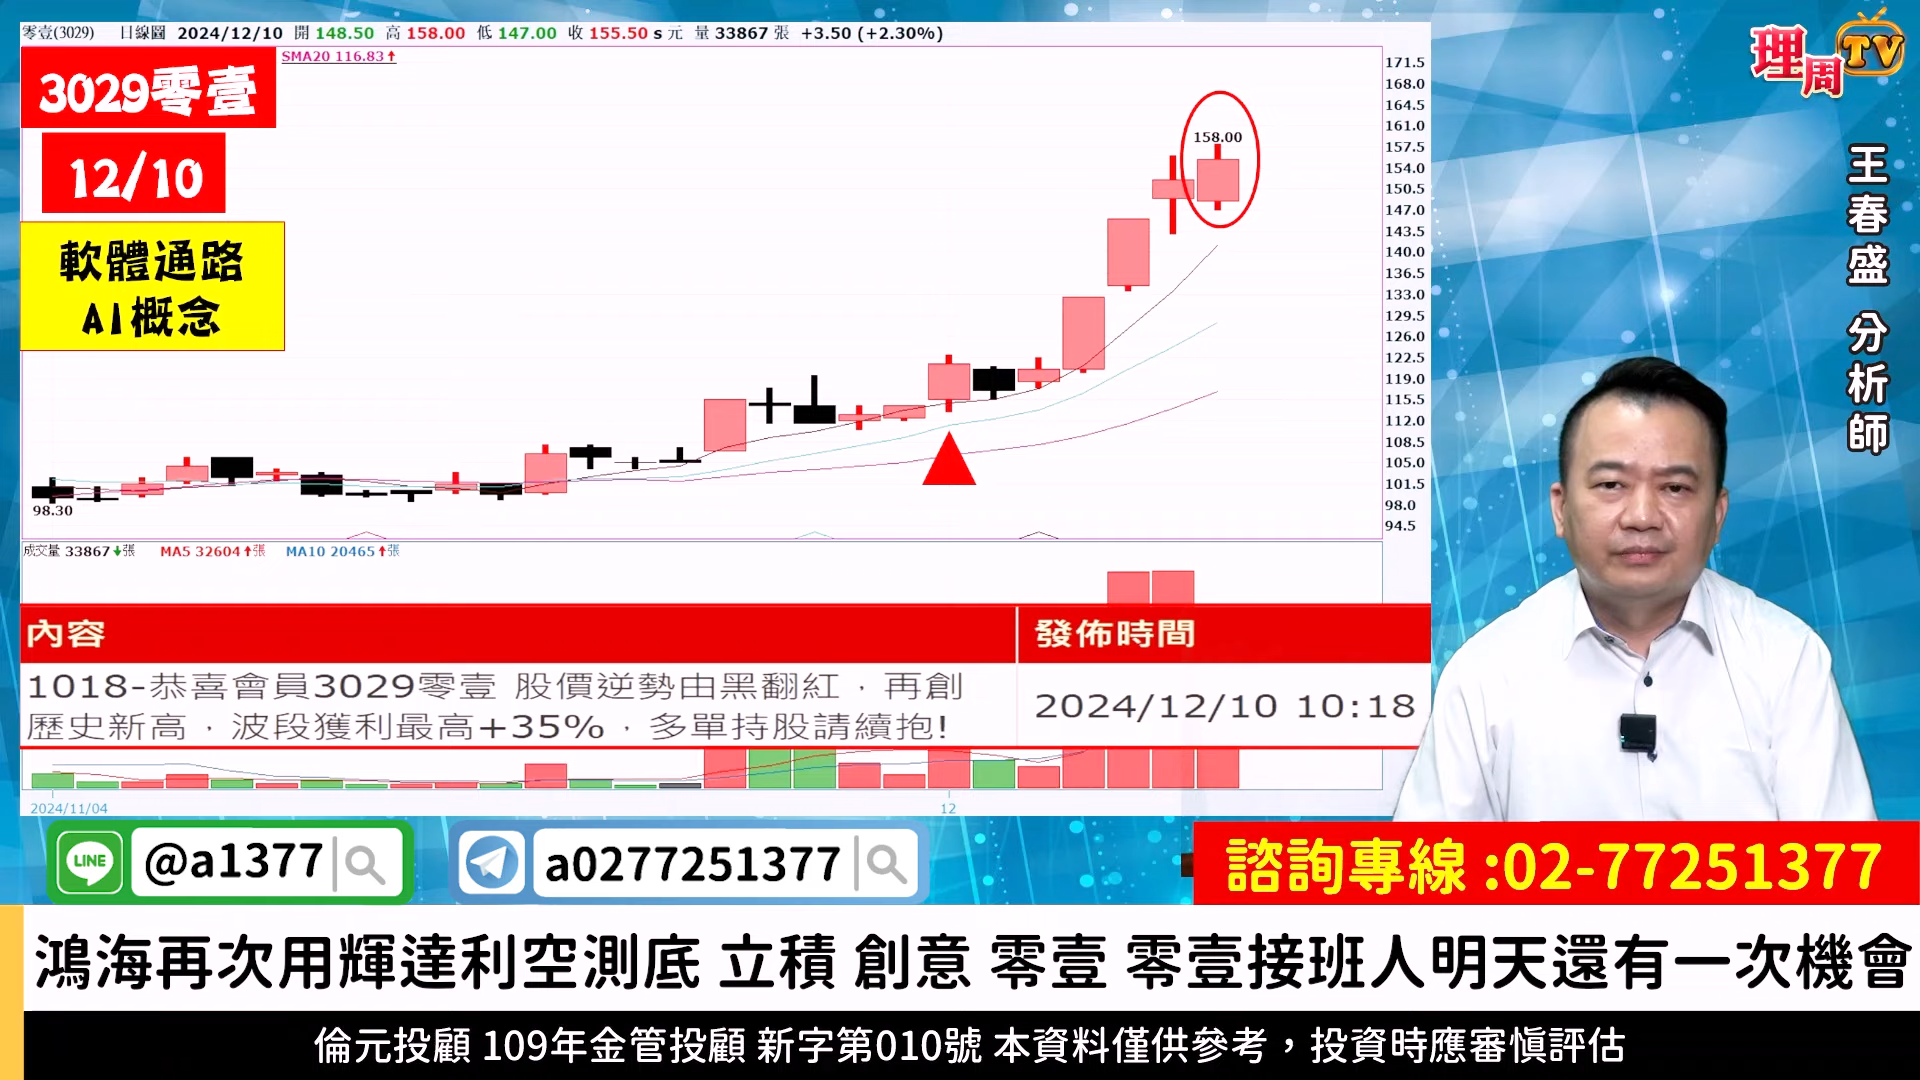 零壹(3029) 日線圖 2024/12/10 開 148.50 高 158.00 低 147.00 收 155.50 s 元 量 33867 張 +3.50 (+2.30%)
SMA20 116.83↑
3029零壹
12/10
軟體通路
AI概念
158.00
98.30
171.5
168.0
164.5
161.0
157.5
154.0
150.5
147.0
143.5
140.0
136.5
133.0
129.5
126.0
122.5
119.0
115.5
112.0
108.5
105.0
101.5
98.0
94.5
成交量 33867↓張 MA5 32604↑張 MA10 20465↑張
內容 發佈時間
1018-恭喜會員3029零壹 股價逆勢由黑翻紅，再創
歷史新高，波段獲利最高+35%，多單持股請續抱!
2024/12/10 10:18
2024/11/04 12
理周TV
王春盛 分析師
LINE @a1377
a0277251377
諮詢專線:02-77251377
鴻海再次用輝達利空測底 立積 創意 零壹 零壹接班人明天還有一次機會
倫元投顧 109年金管投顧 新字第010號 本資料僅供參考，投資時應審慎評估